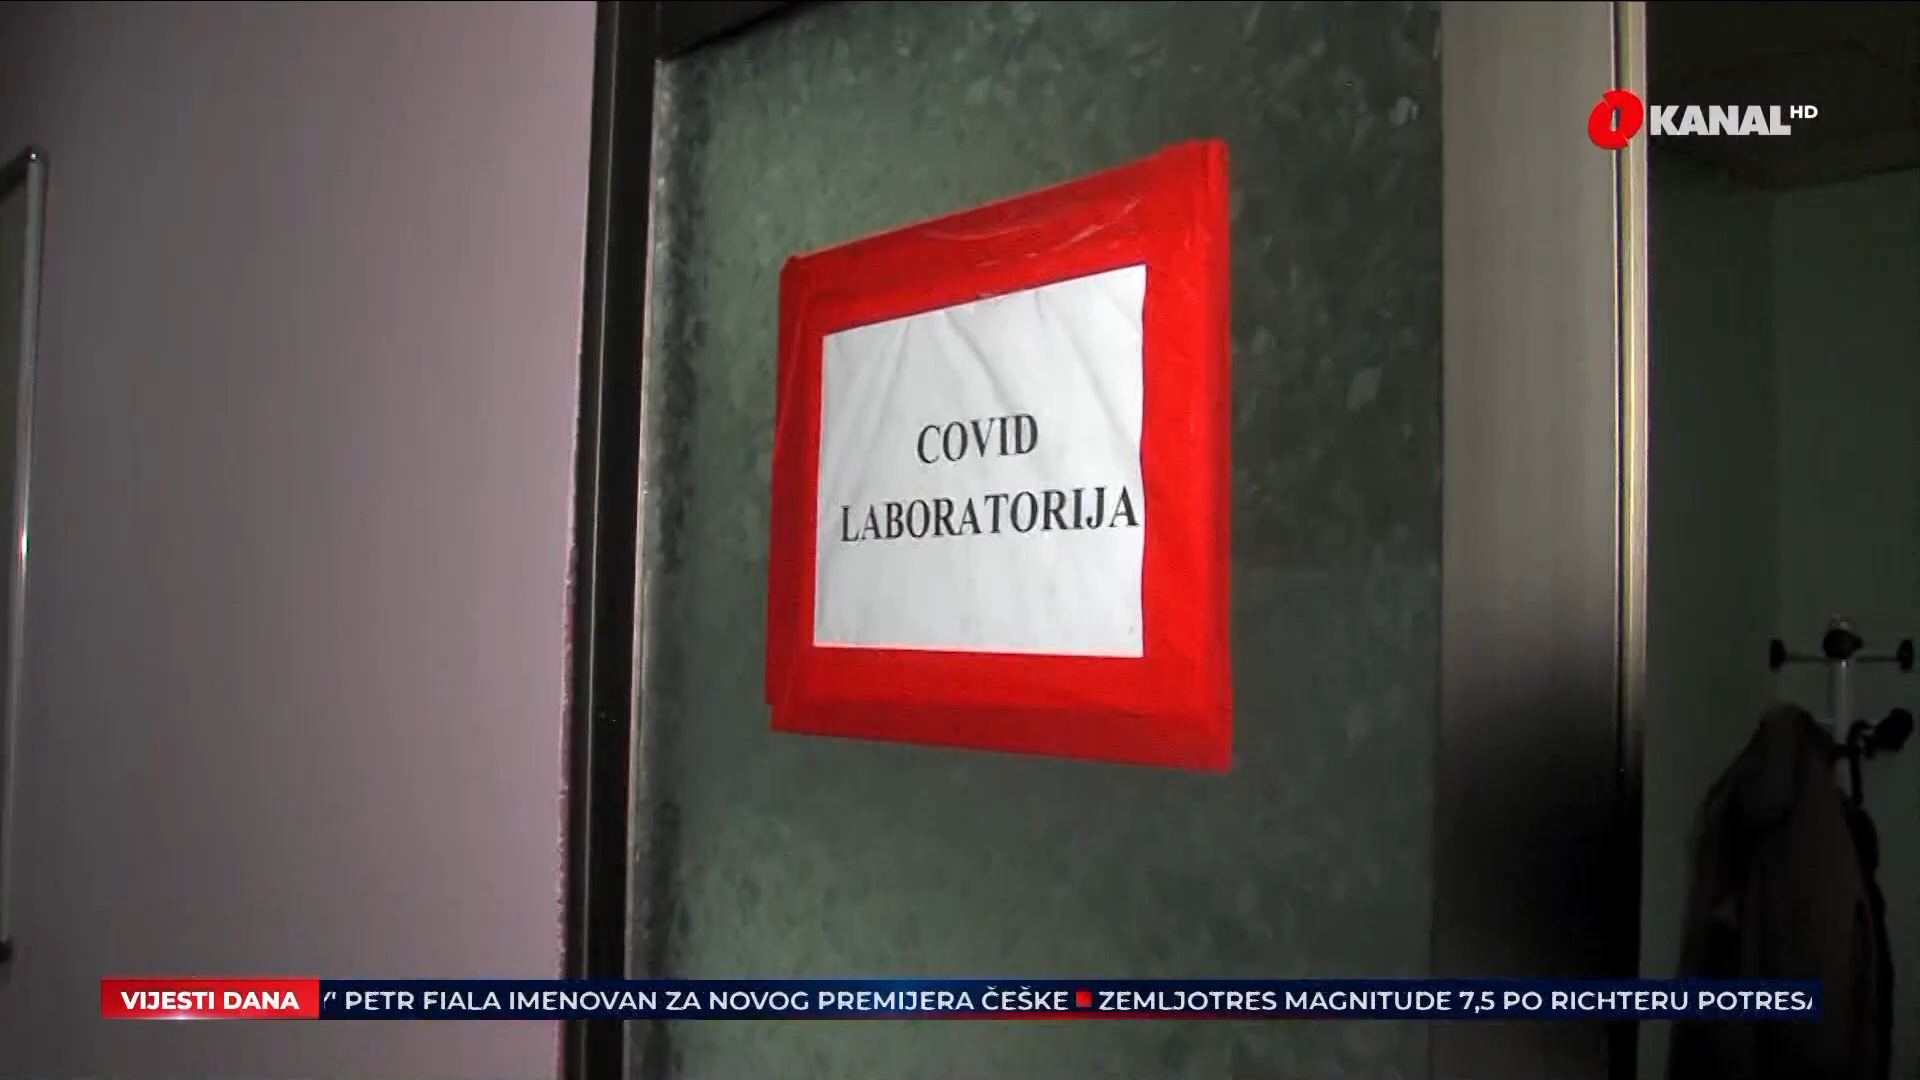 KANAL HD
COVID
LABORATORIJA
VIJESTI DANA
PETR FIALA IMENOVAN ZA NOVOG PREMIJERA ČEŠKE ■ ZEMLJOTRES MAGNITUDE 7,5 PO RICHTERU